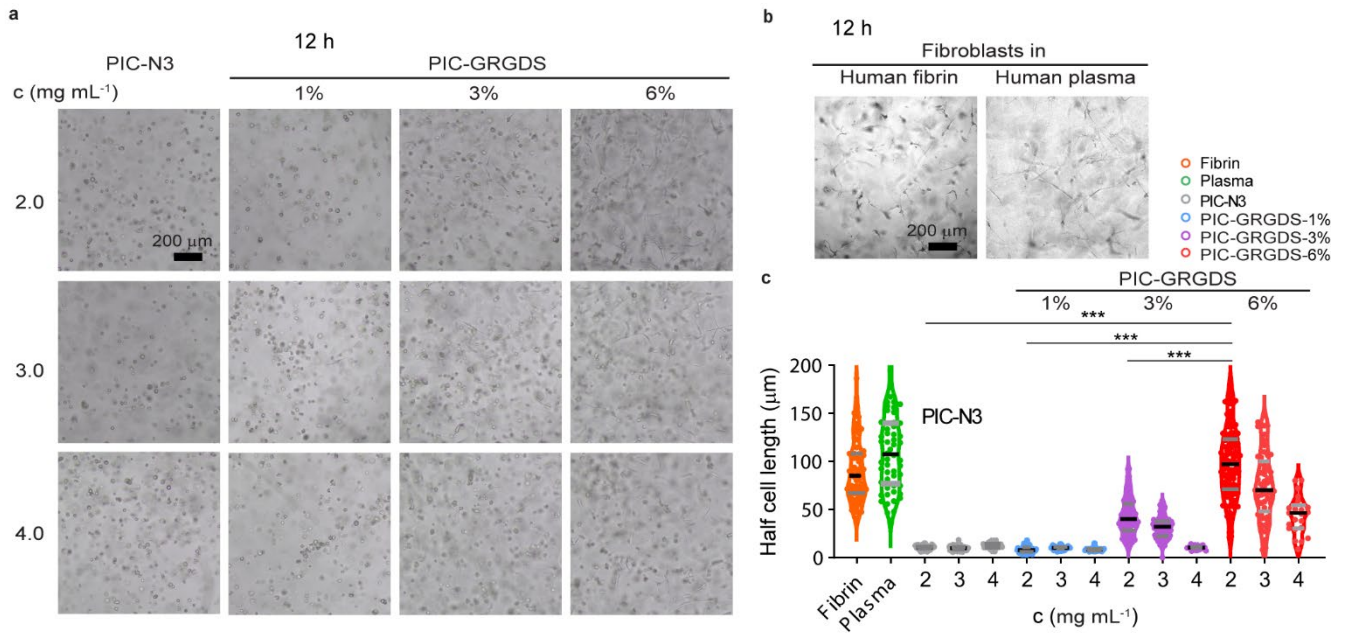 a
12 h
PIC-N3
PIC-GRGDS
c (mg mL⁻¹)
1%
3%
6%
2.0
200 μm
3.0
4.0
b
12 h
Fibroblasts in
Human fibrin
Human plasma
200 μm
Fibrin
Plasma
PIC-N3
PIC-GRGDS-1%
PIC-GRGDS-3%
PIC-GRGDS-6%
c
PIC-GRGDS
1%
3%
6%
***
***
***
Half cell length (μm)
200
150
100
50
0
PIC-N3
Fibrin
Plasma
2
3
4
2
3
4
2
3
4
2
3
4
c (mg mL⁻¹)